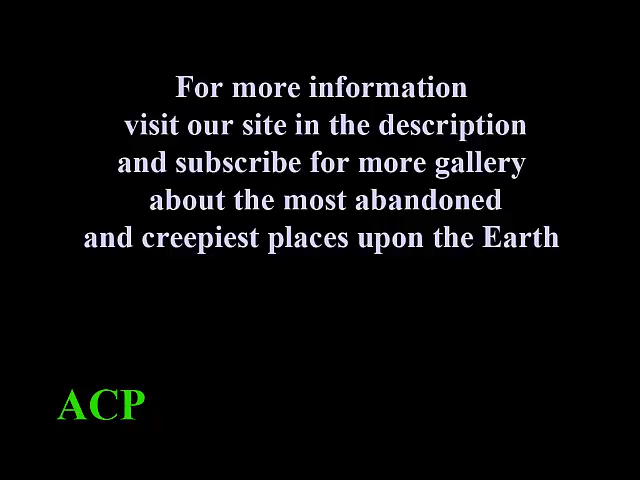 For more information
visit our site in the description
and subscribe for more gallery
about the most abandoned
and creepiest places upon the Earth
ACP